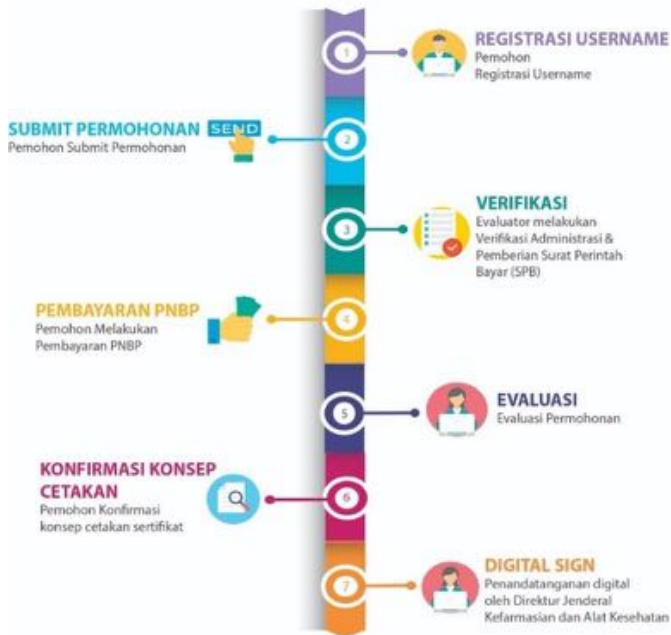 1
REGISTRASI USERNAME
Pemohon
Registrasi Username
SUBMIT PERMOHONAN
SEND
Pemohon Submit Permohonan
2
3
VERIFIKASI
Evaluator melakukan
Verifikasi Administrasi &
Pemberian Surat Perintah
Bayar (SPB)
PEMBAYARAN PNBP
Pemohon Melakukan
Pembayaran PNBP
4
5
EVALUASI
Evaluasi Permohonan
KONFIRMASI KONSEP
CETAKAN
Pemohon Konfirmasi
konsep cetakan sertifikat
6
7
DIGITAL SIGN
Penandatanganan digital
oleh Direktur Jenderal
Kefarmasian dan Alat Kesehatan